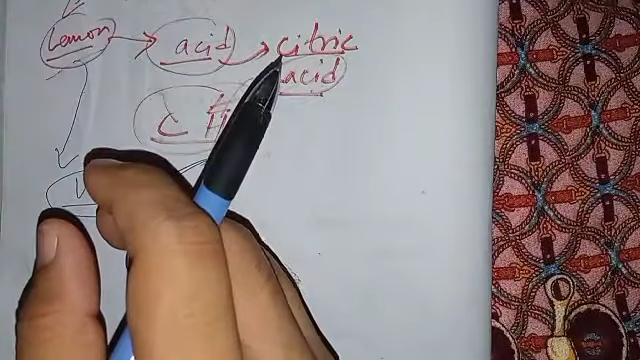 Lemon → acid → citric
acid
C H